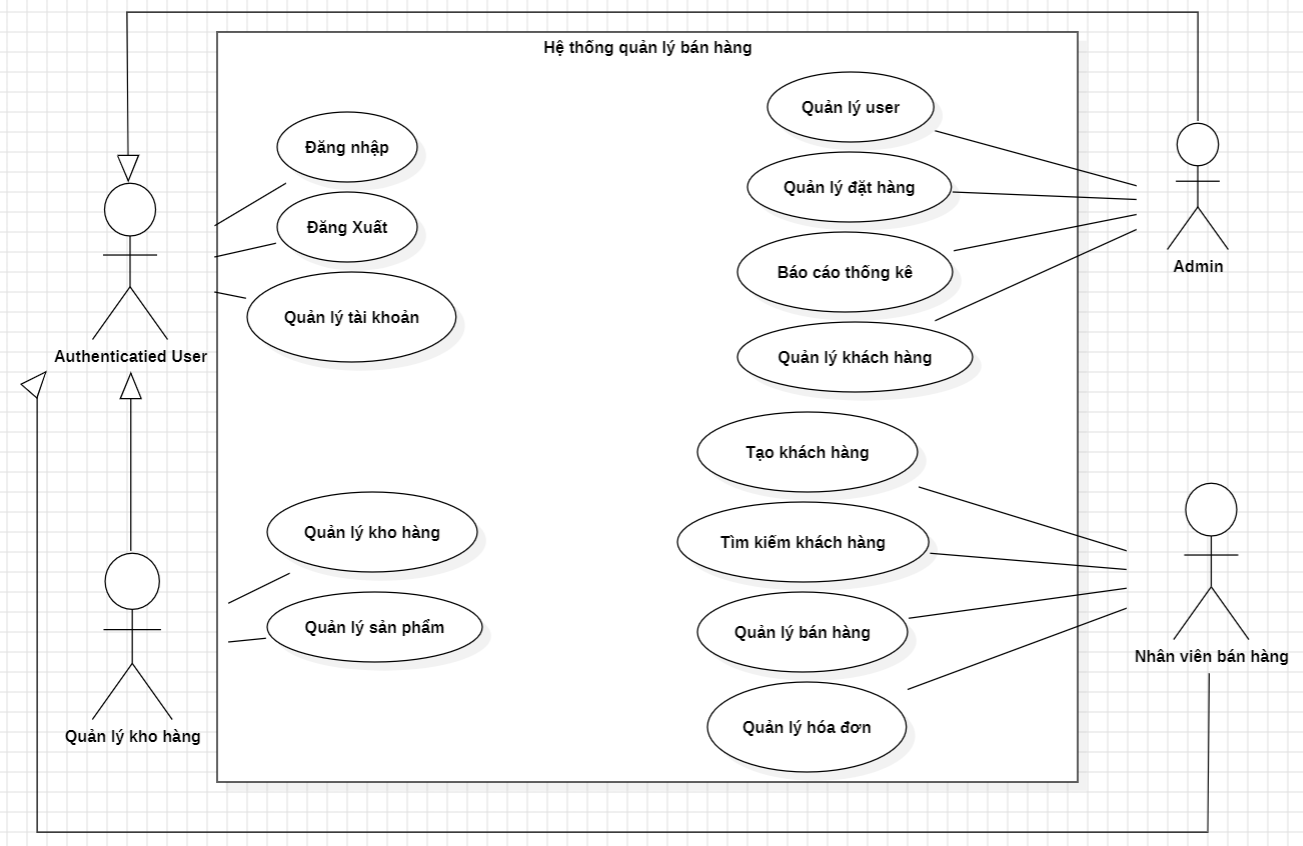 Hệ thống quản lý bán hàng
Đăng nhập
Đăng Xuất
Quản lý tài khoản
Authenticatied User
Quản lý kho hàng
Quản lý sản phẩm
Quản lý kho hàng
Quản lý user
Quản lý đặt hàng
Báo cáo thống kê
Quản lý khách hàng
Admin
Tạo khách hàng
Tìm kiếm khách hàng
Quản lý bán hàng
Quản lý hóa đơn
Nhân viên bán hàng